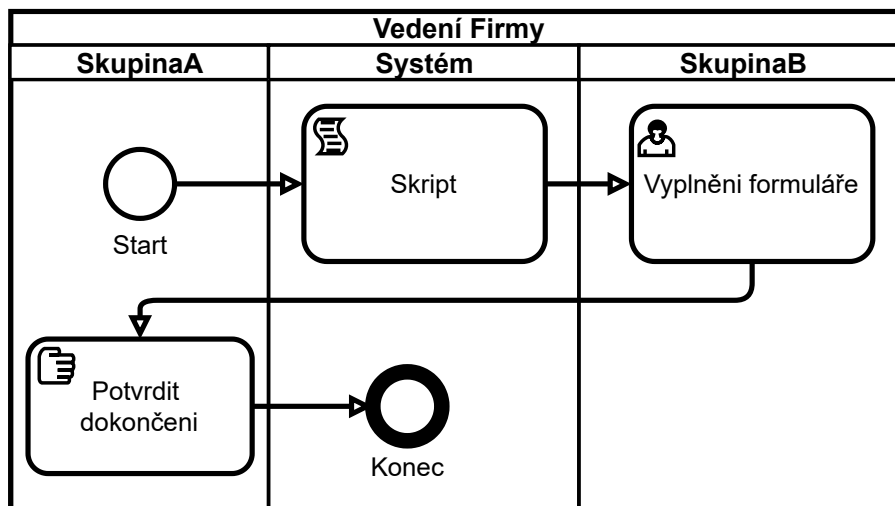 Vedení Firmy
SkupinaA
Systém
SkupinaB
Skript
Vyplněni formuláře
Start
Potvrdit
dokončeni
Konec